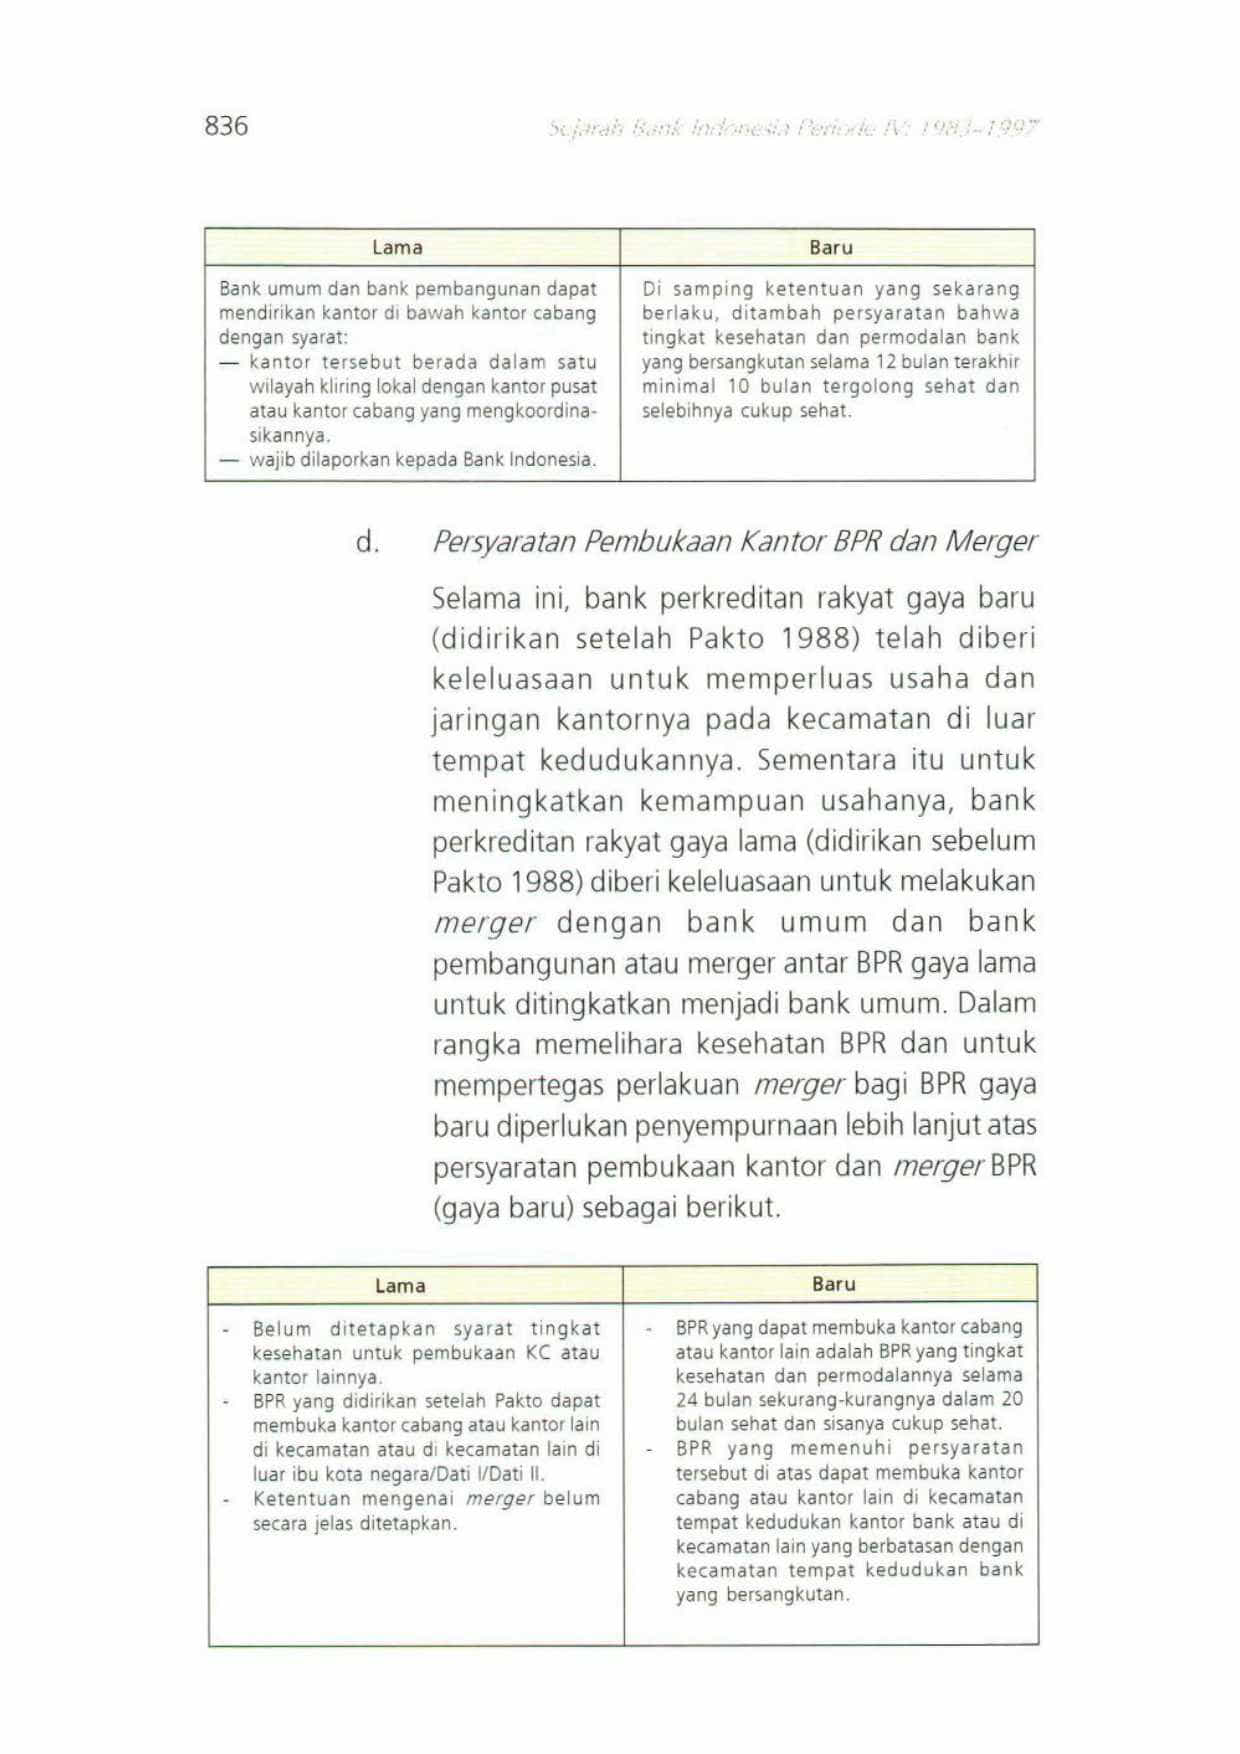 836
Sejarah Bank Indonesia Periode IV: 1983–1997
Lama
Bank umum dan bank pembangunan dapat
mendirikan kantor di bawah kantor cabang
dengan syarat:
— kantor tersebut berada dalam satu
wilayah kliring lokal dengan kantor pusat
atau kantor cabang yang mengkoordina-
sikannya.
— wajib dilaporkan kepada Bank Indonesia.
Baru
Di samping ketentuan yang sekarang
berlaku, ditambah persyaratan bahwa
tingkat kesehatan dan permodalan bank
yang bersangkutan selama 12 bulan terakhir
minimal 10 bulan tergolong sehat dan
selebihnya cukup sehat.
d. Persyaratan Pembukaan Kantor BPR dan Merger
Selama ini, bank perkreditan rakyat gaya baru
(didirikan setelah Pakto 1988) telah diberi
keleluasaan untuk memperluas usaha dan
jaringan kantornya pada kecamatan di luar
tempat kedudukannya. Sementara itu untuk
meningkatkan kemampuan usahanya, bank
perkreditan rakyat gaya lama (didirikan sebelum
Pakto 1988) diberi keleluasaan untuk melakukan
merger dengan bank umum dan bank
pembangunan atau merger antar BPR gaya lama
untuk ditingkatkan menjadi bank umum. Dalam
rangka memelihara kesehatan BPR dan untuk
mempertegas perlakuan merger bagi BPR gaya
baru diperlukan penyempurnaan lebih lanjut atas
persyaratan pembukaan kantor dan merger BPR
(gaya baru) sebagai berikut.
Lama
- Belum ditetapkan syarat tingkat
kesehatan untuk pembukaan KC atau
kantor lainnya.
- BPR yang didirikan setelah Pakto dapat
membuka kantor cabang atau kantor lain
di kecamatan atau di kecamatan lain di
luar ibu kota negara/Dati I/Dati II.
- Ketentuan mengenai merger belum
secara jelas ditetapkan.
Baru
- BPR yang dapat membuka kantor cabang
atau kantor lain adalah BPR yang tingkat
kesehatan dan permodalannya selama
24 bulan sekurang-kurangnya dalam 20
bulan sehat dan sisanya cukup sehat.
- BPR yang memenuhi persyaratan
tersebut di atas dapat membuka kantor
cabang atau kantor lain di kecamatan
tempat kedudukan kantor bank atau di
kecamatan lain yang berbatasan dengan
kecamatan tempat kedudukan bank
yang bersangkutan.